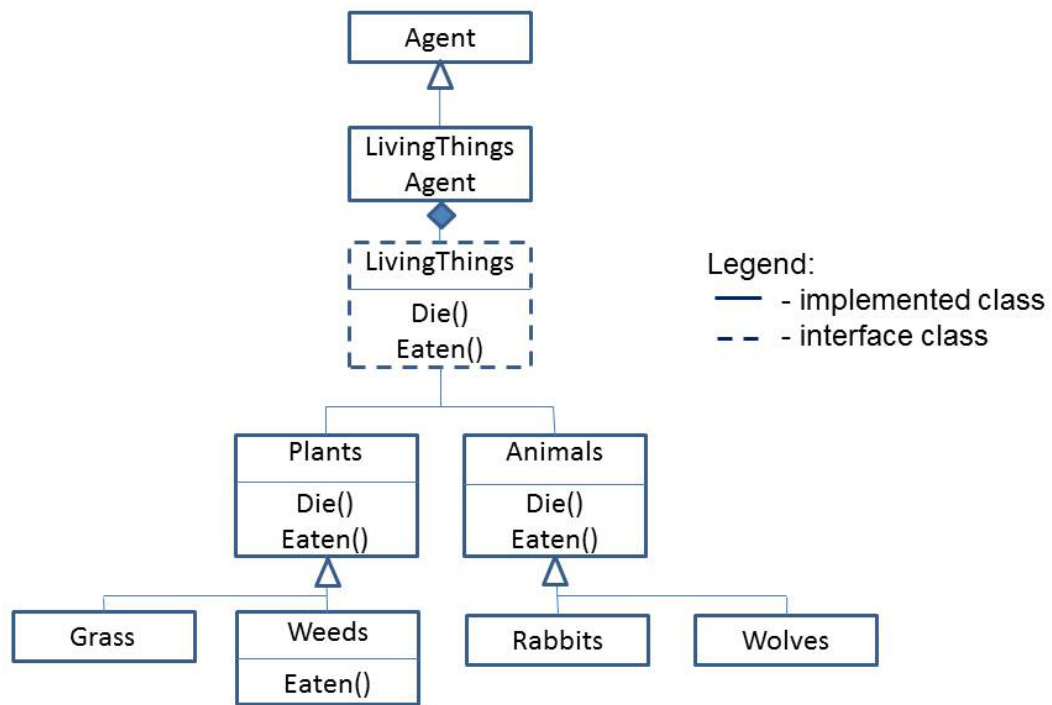 Agent
LivingThings
Agent
LivingThings
Die()
Eaten()
Legend:
- implemented class
- interface class
Plants
Die()
Eaten()
Animals
Die()
Eaten()
Grass
Weeds
Eaten()
Rabbits
Wolves